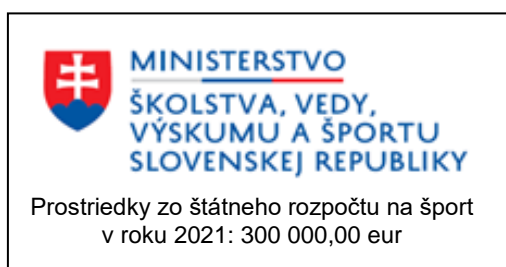 MINISTERSTVO
ŠKOLSTVA, VEDY,
VÝSKUMU A ŠPORTU
SLOVENSKEJ REPUBLIKY
Prostriedky zo štátneho rozpočtu na šport
v roku 2021: 300 000,00 eur